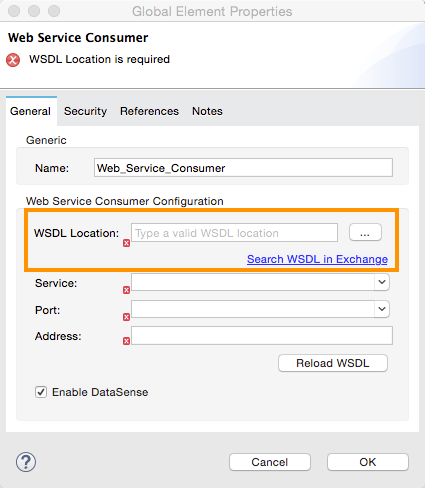 Global Element Properties
Web Service Consumer
WSDL Location is required
General Security References Notes
Generic
Name: Web_Service_Consumer
Web Service Consumer Configuration
WSDL Location: Type a valid WSDL location ...
Search WSDL in Exchange
Service:
Port:
Address:
Reload WSDL
Enable DataSense
? Cancel OK